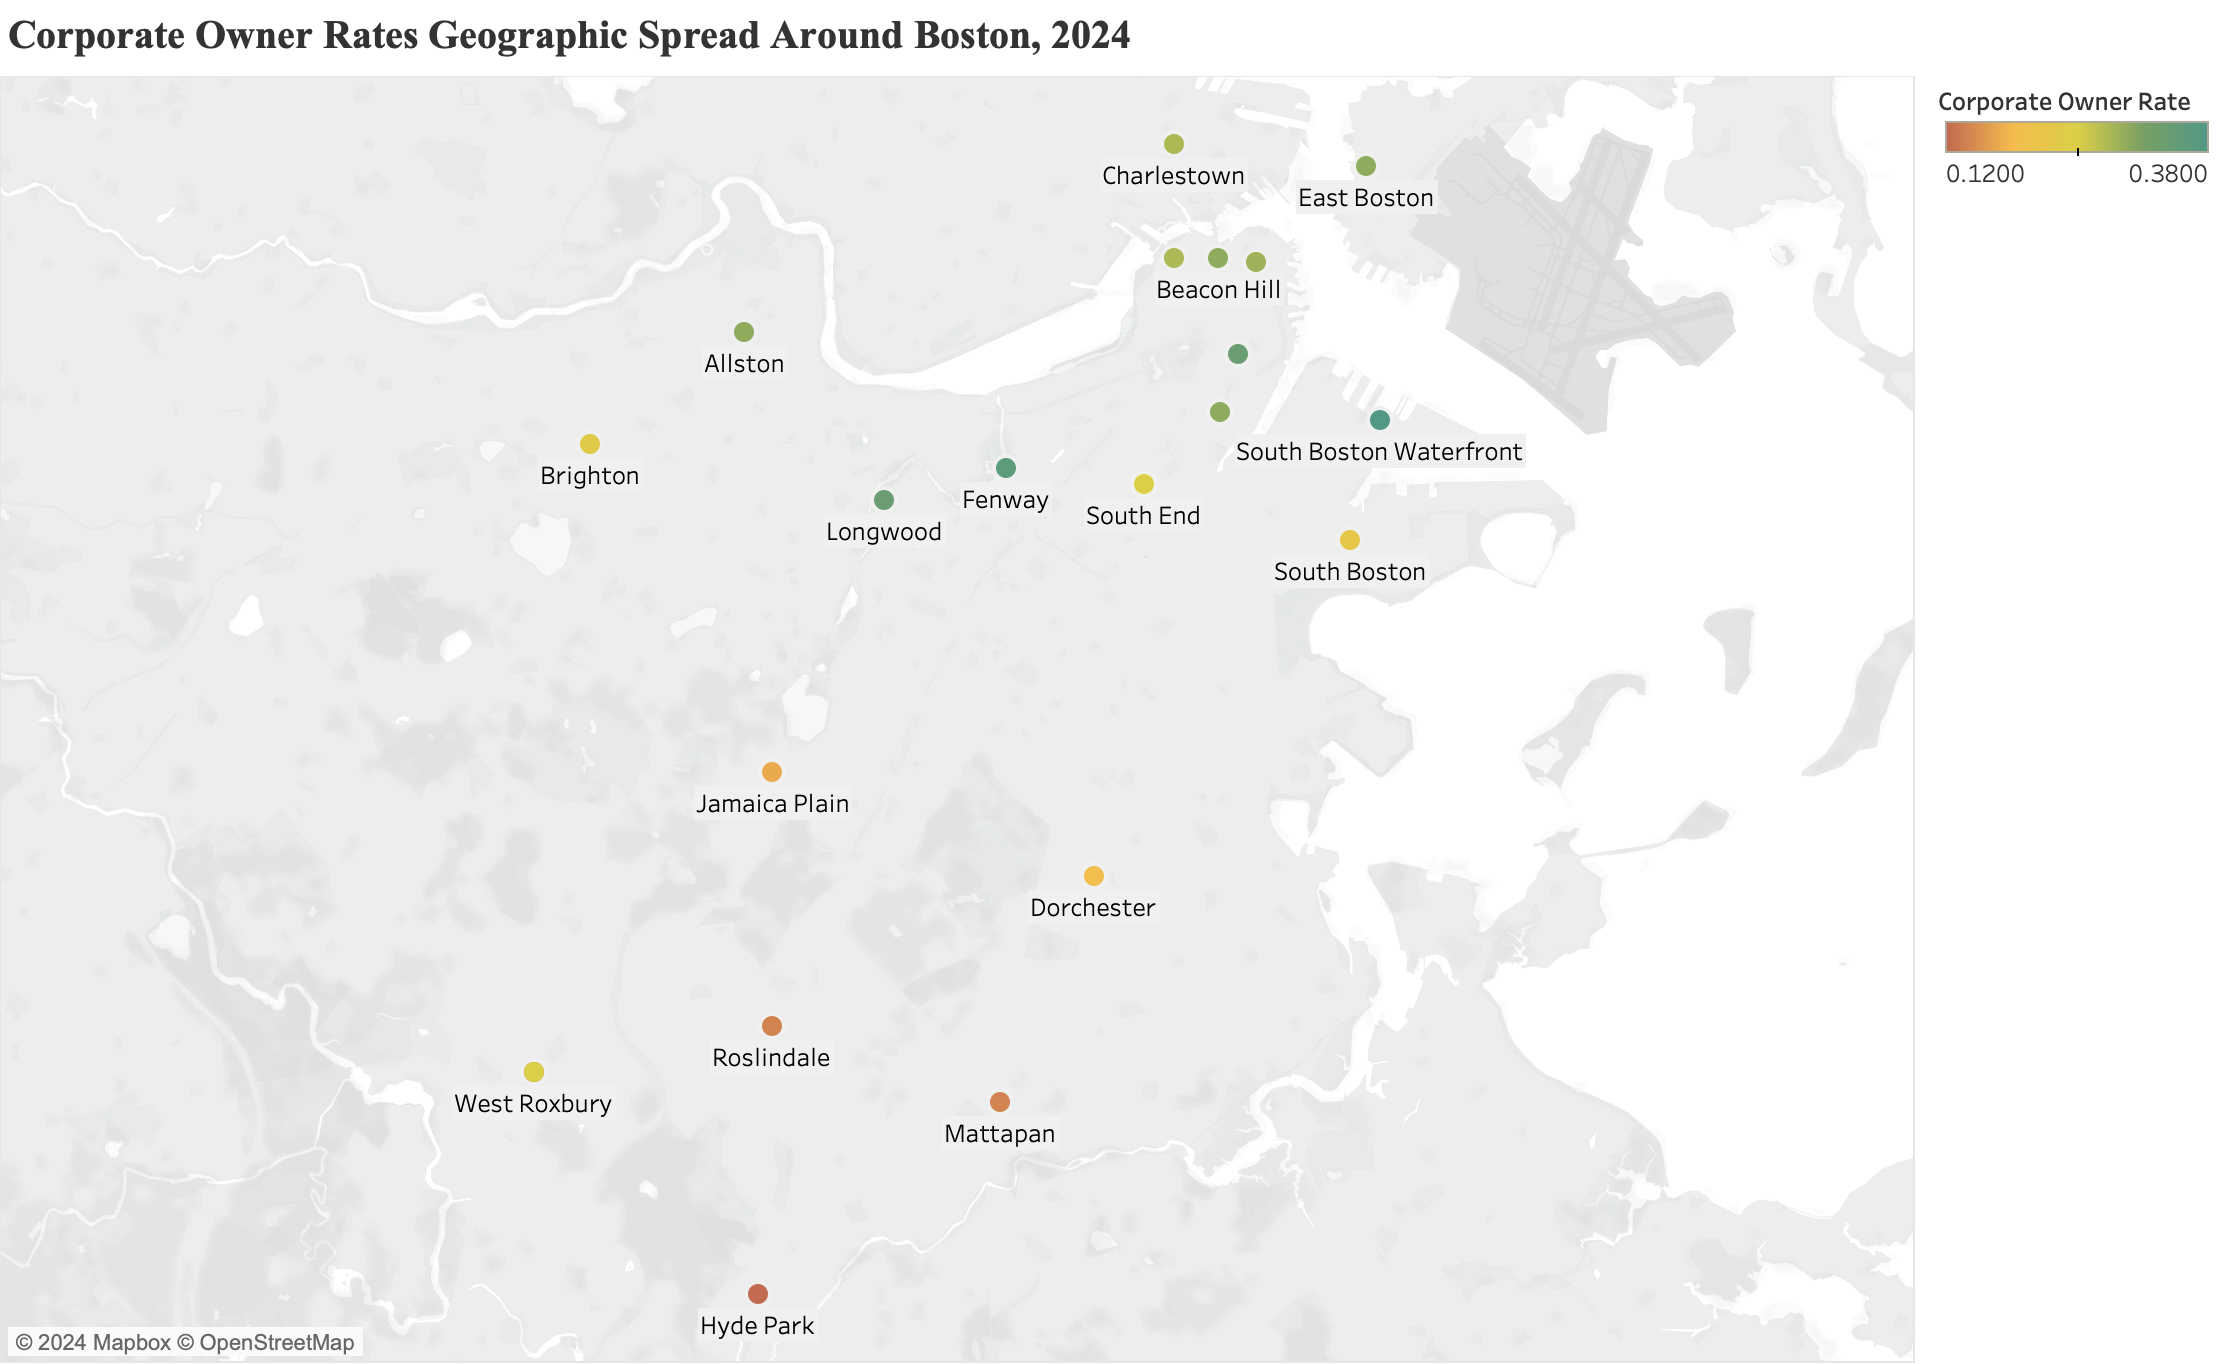 Corporate Owner Rates Geographic Spread Around Boston, 2024
Corporate Owner Rate
0.1200 0.3800
Charlestown
East Boston
Beacon Hill
Allston
South Boston Waterfront
Brighton
Fenway
South End
Longwood
South Boston
Jamaica Plain
Dorchester
Roslindale
West Roxbury
Mattapan
Hyde Park
© 2024 Mapbox © OpenStreetMap